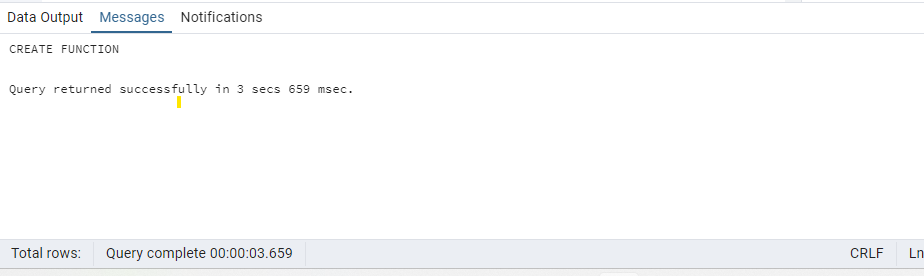 Data Output Messages Notifications
CREATE FUNCTION
Query returned successfully in 3 secs 659 msec.
Total rows: Query complete 00:00:03.659 CRLF Ln